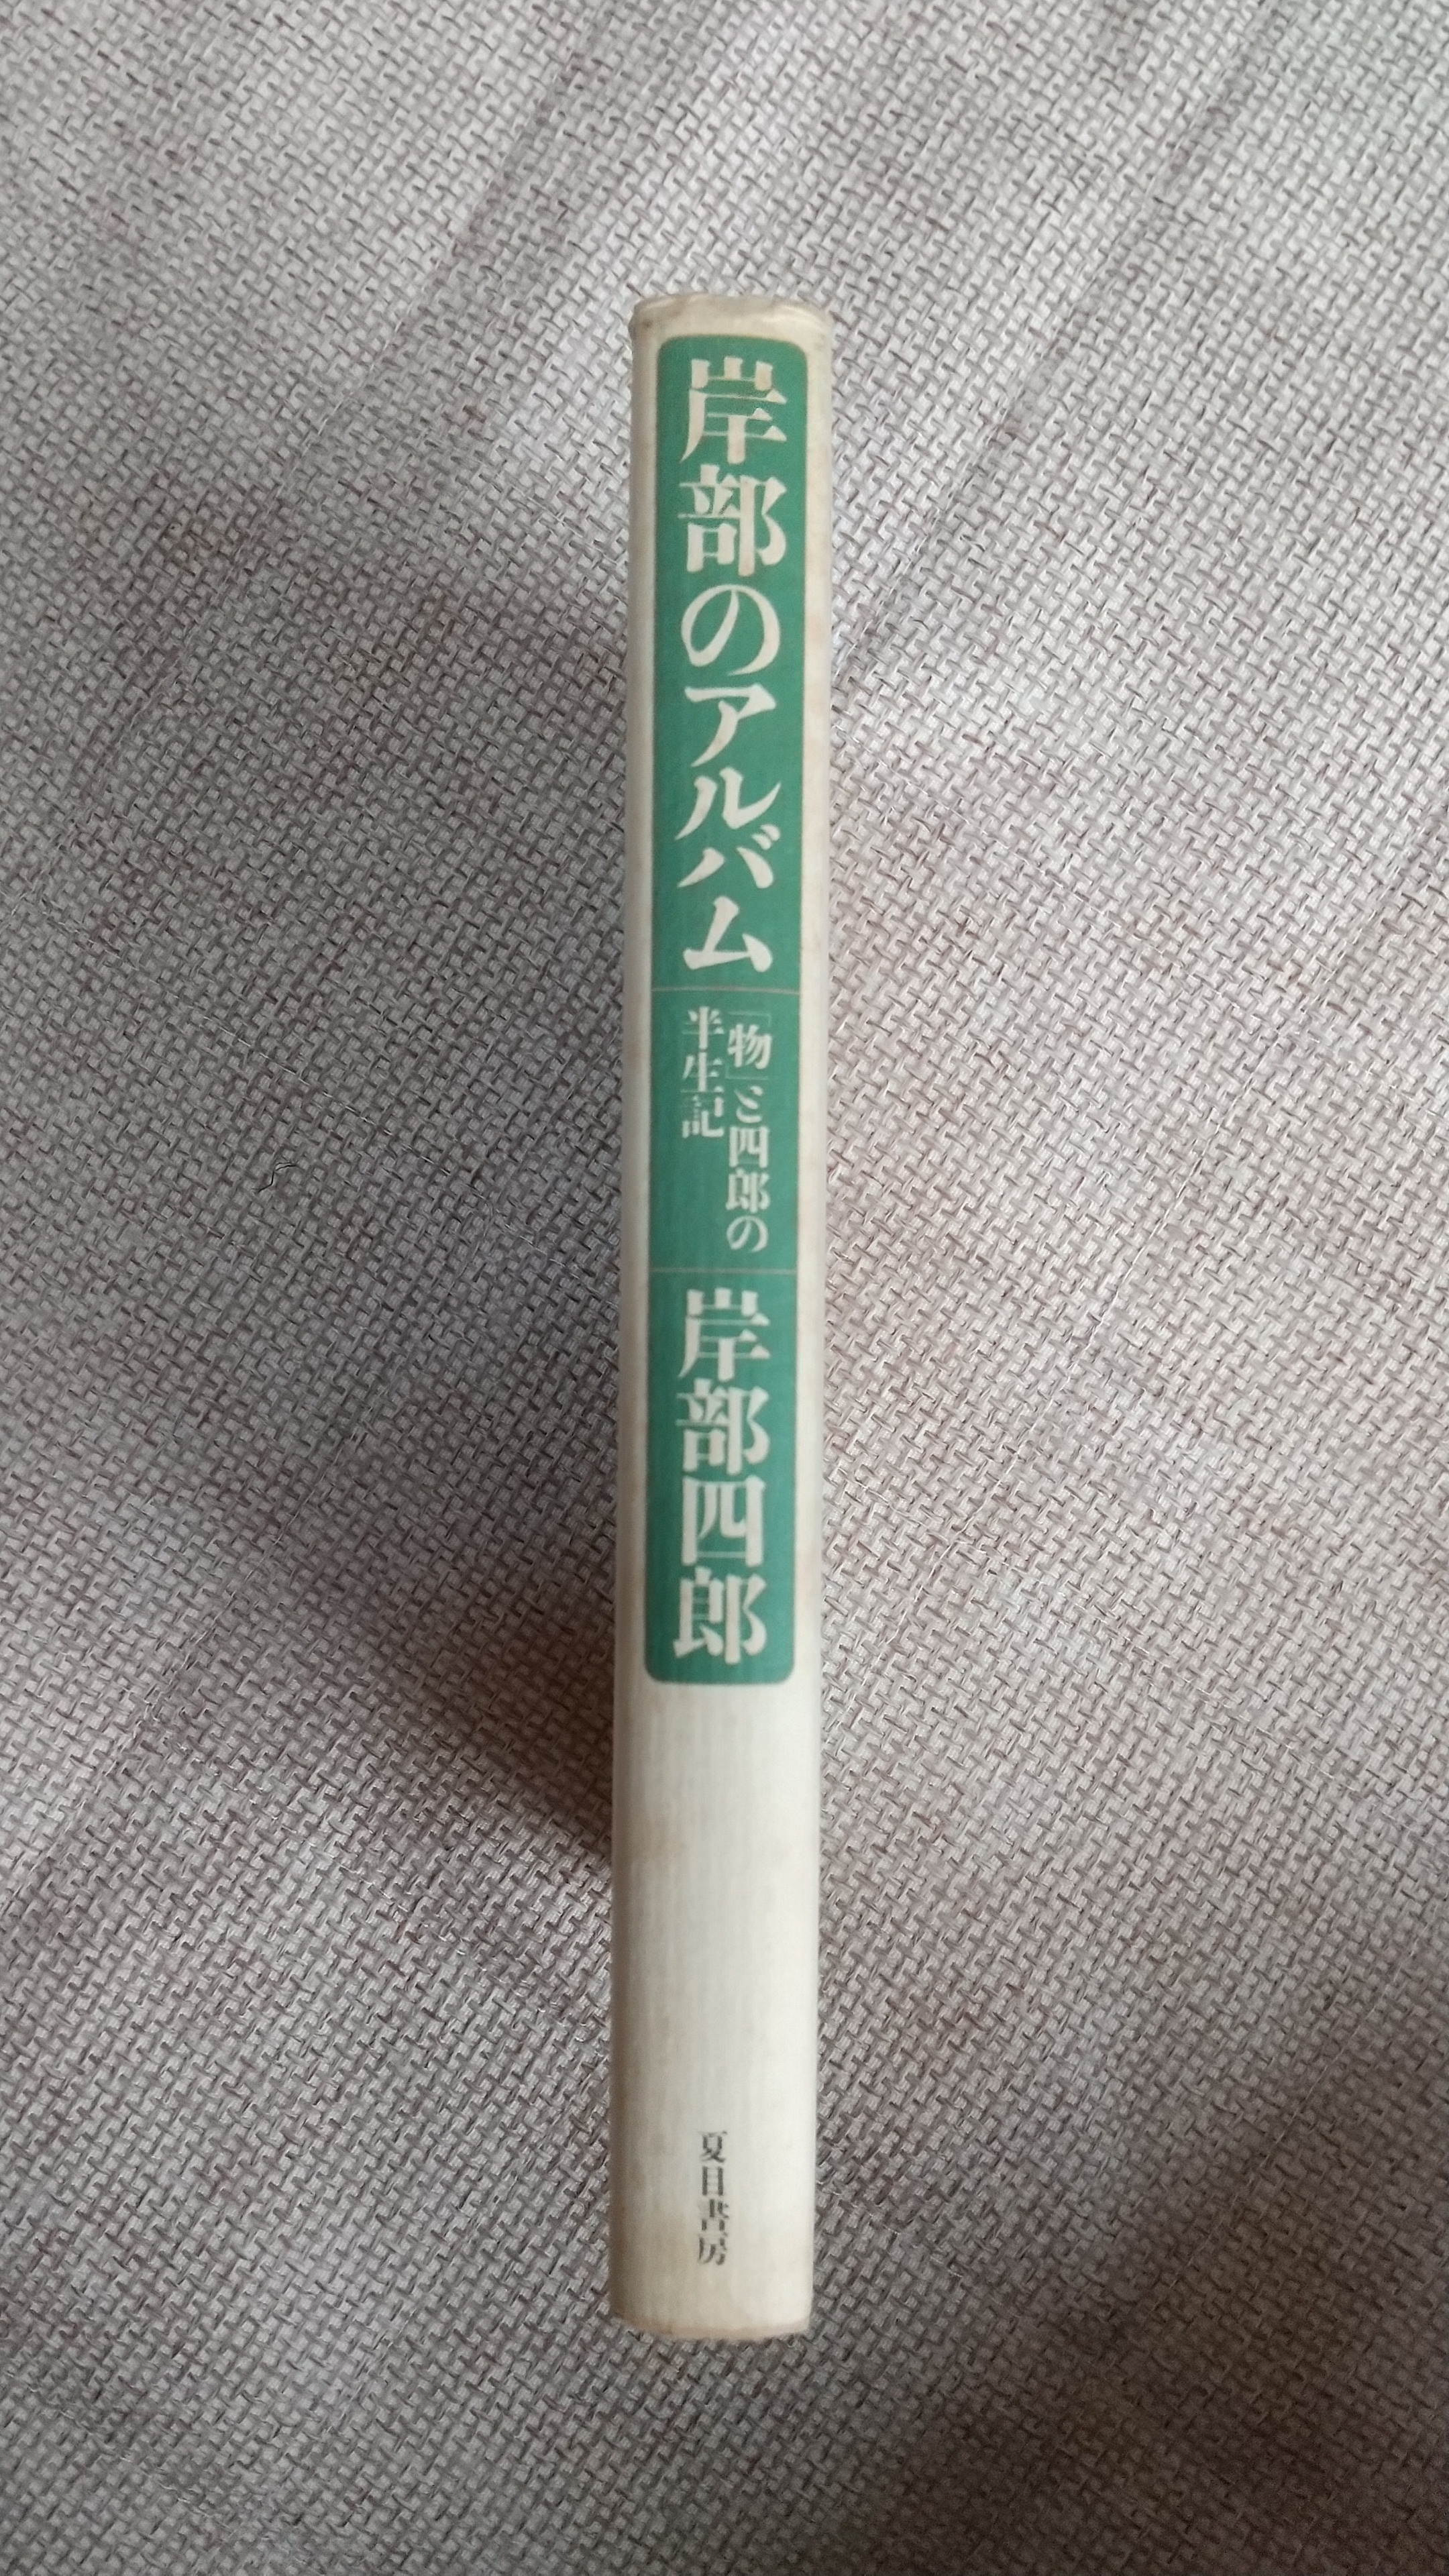 岸部のアルバム
「物」と四郎の
半生記
岸部四郎
夏目書房